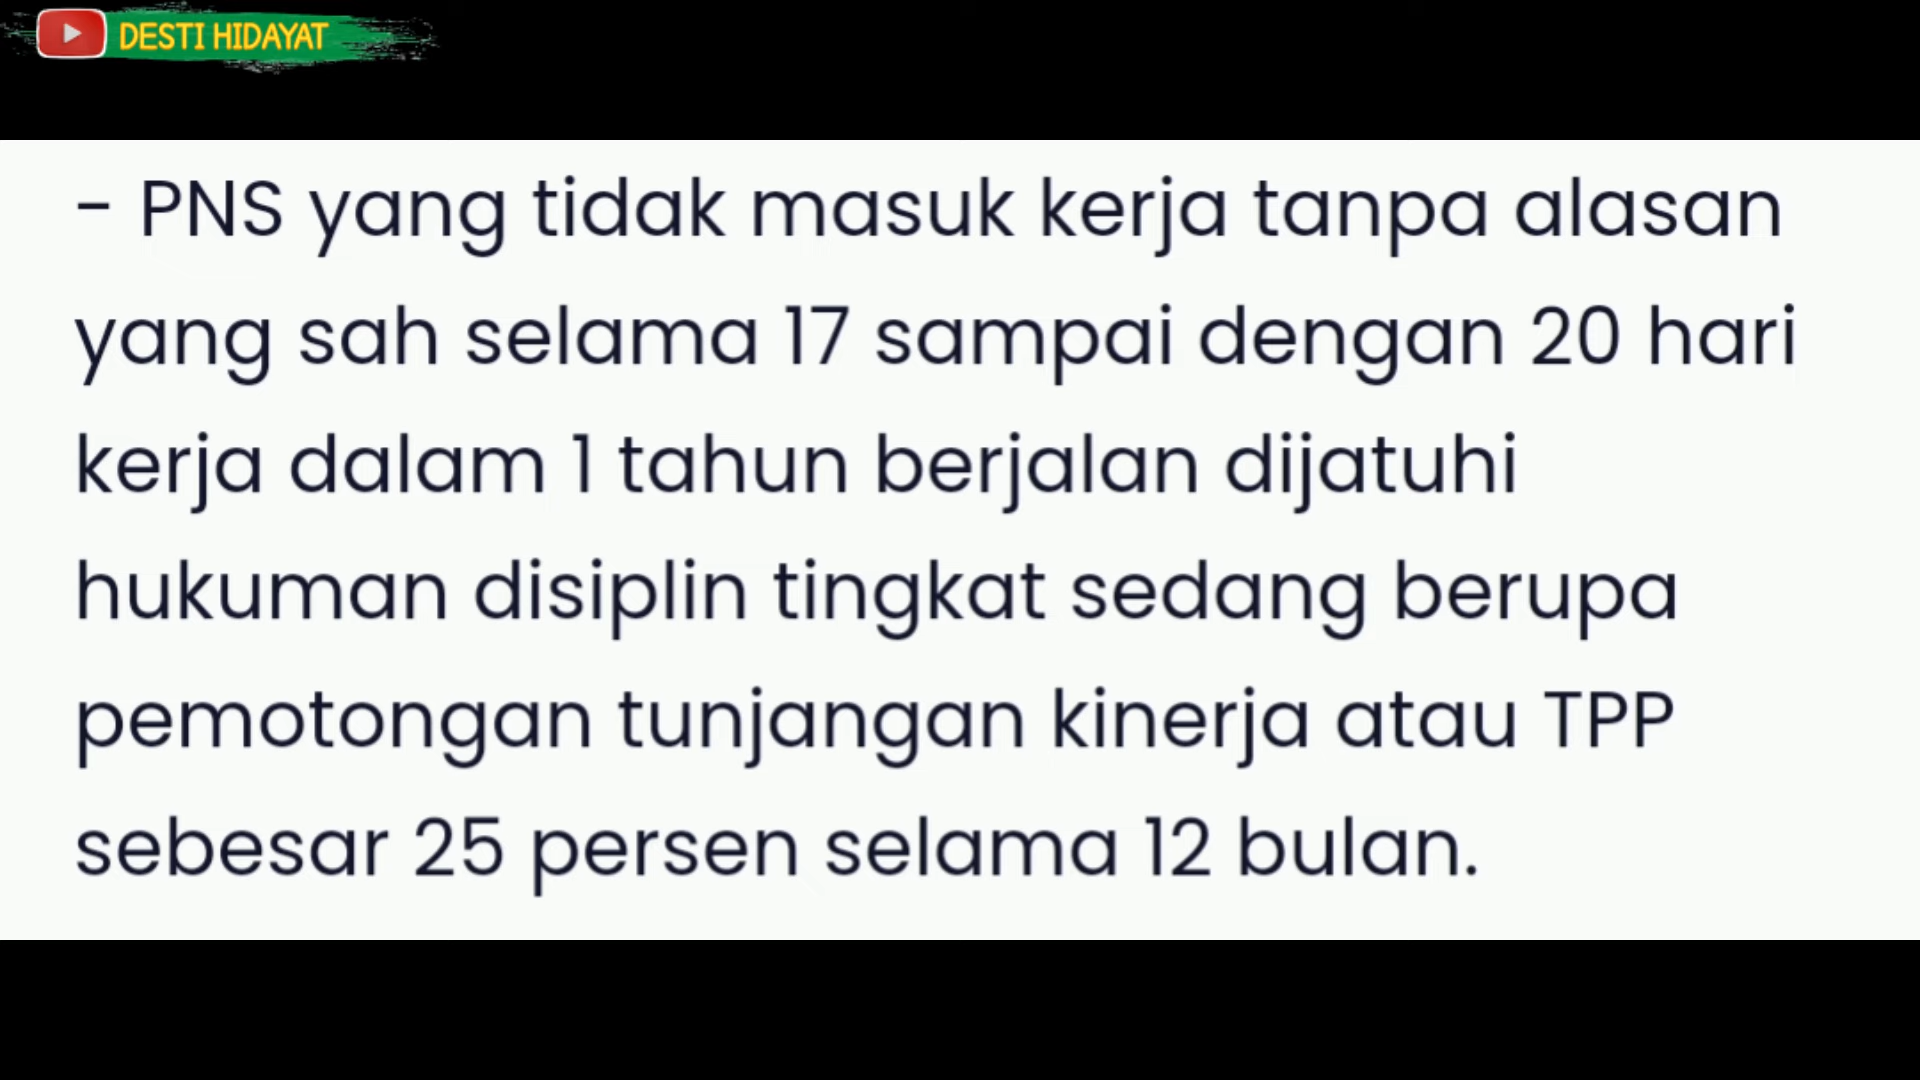 DESTI HIDAYAT
- PNS yang tidak masuk kerja tanpa alasan
yang sah selama 17 sampai dengan 20 hari
kerja dalam 1 tahun berjalan dijatuhi
hukuman disiplin tingkat sedang berupa
pemotongan tunjangan kinerja atau TPP
sebesar 25 persen selama 12 bulan.